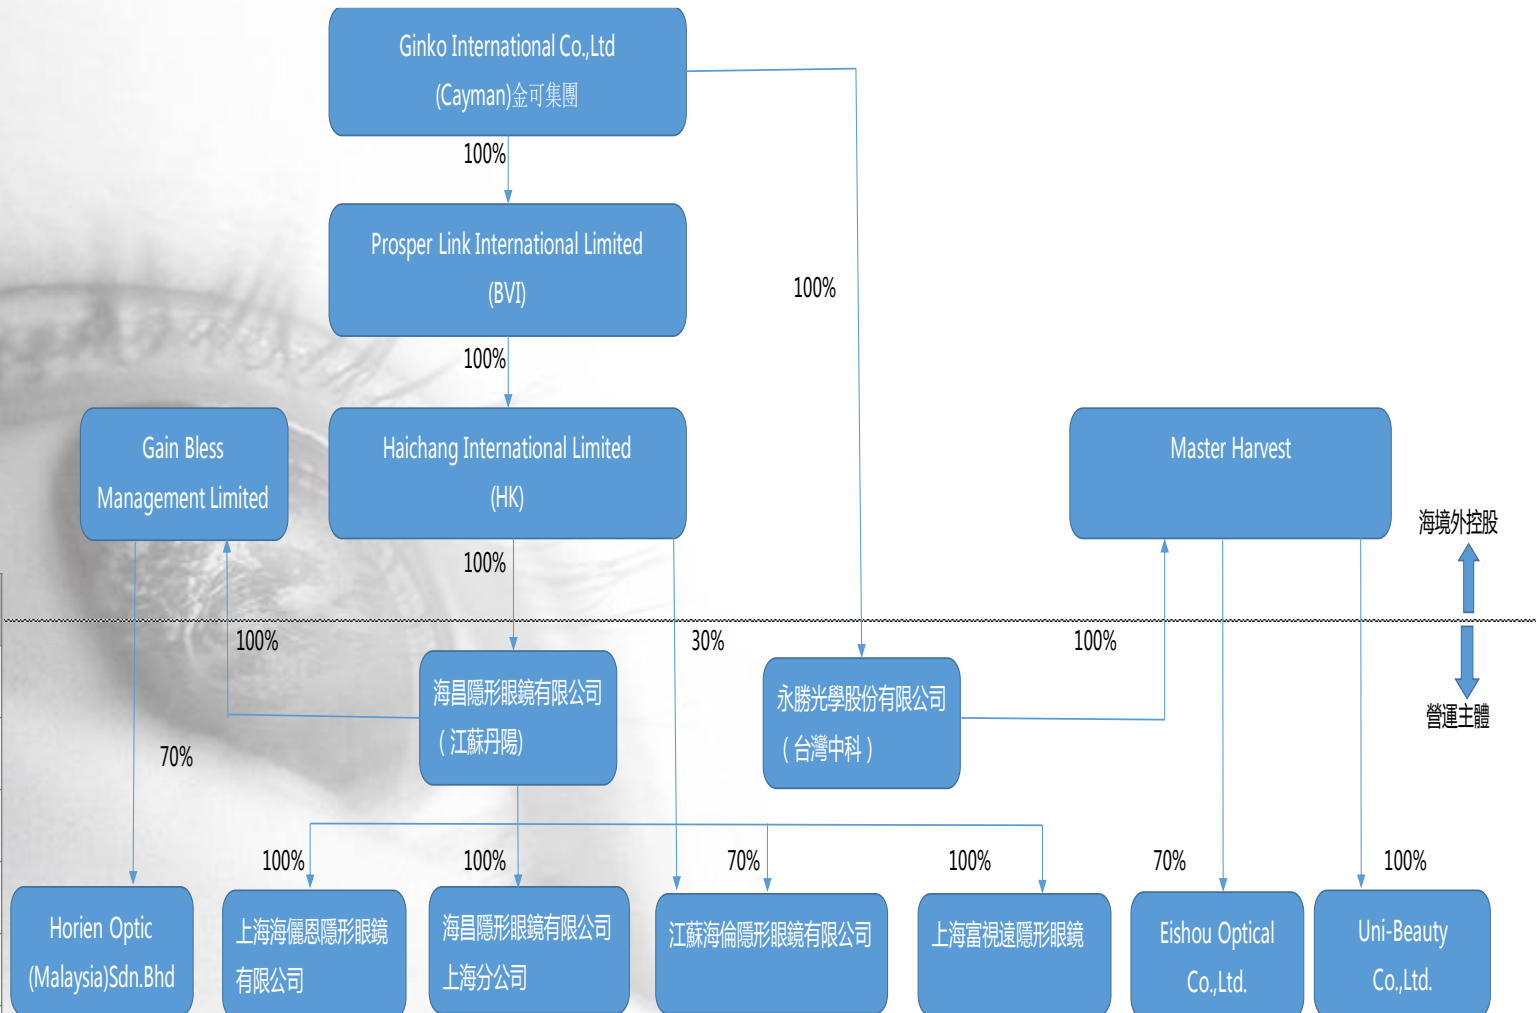 Ginko International Co.,Ltd
(Cayman)金可集團
100%
Prosper Link International Limited
(BVI)
100%
100%
Gain Bless
Management Limited
Haichang International Limited
(HK)
Master Harvest
海境外控股
100%
100%
30%
100%
海昌隱形眼鏡有限公司
（江蘇丹陽)
永勝光學股份有限公司
（台灣中科）
營運主體
70%
100%
100%
70%
100%
70%
100%
Horien Optic
(Malaysia)Sdn.Bhd
上海海儷恩隱形眼鏡
有限公司
海昌隱形眼鏡有限公司
上海分公司
江蘇海倫隱形眼鏡有限公司
上海富視遠隱形眼鏡
Eishou Optical
Co.,Ltd.
Uni-Beauty
Co.,Ltd.